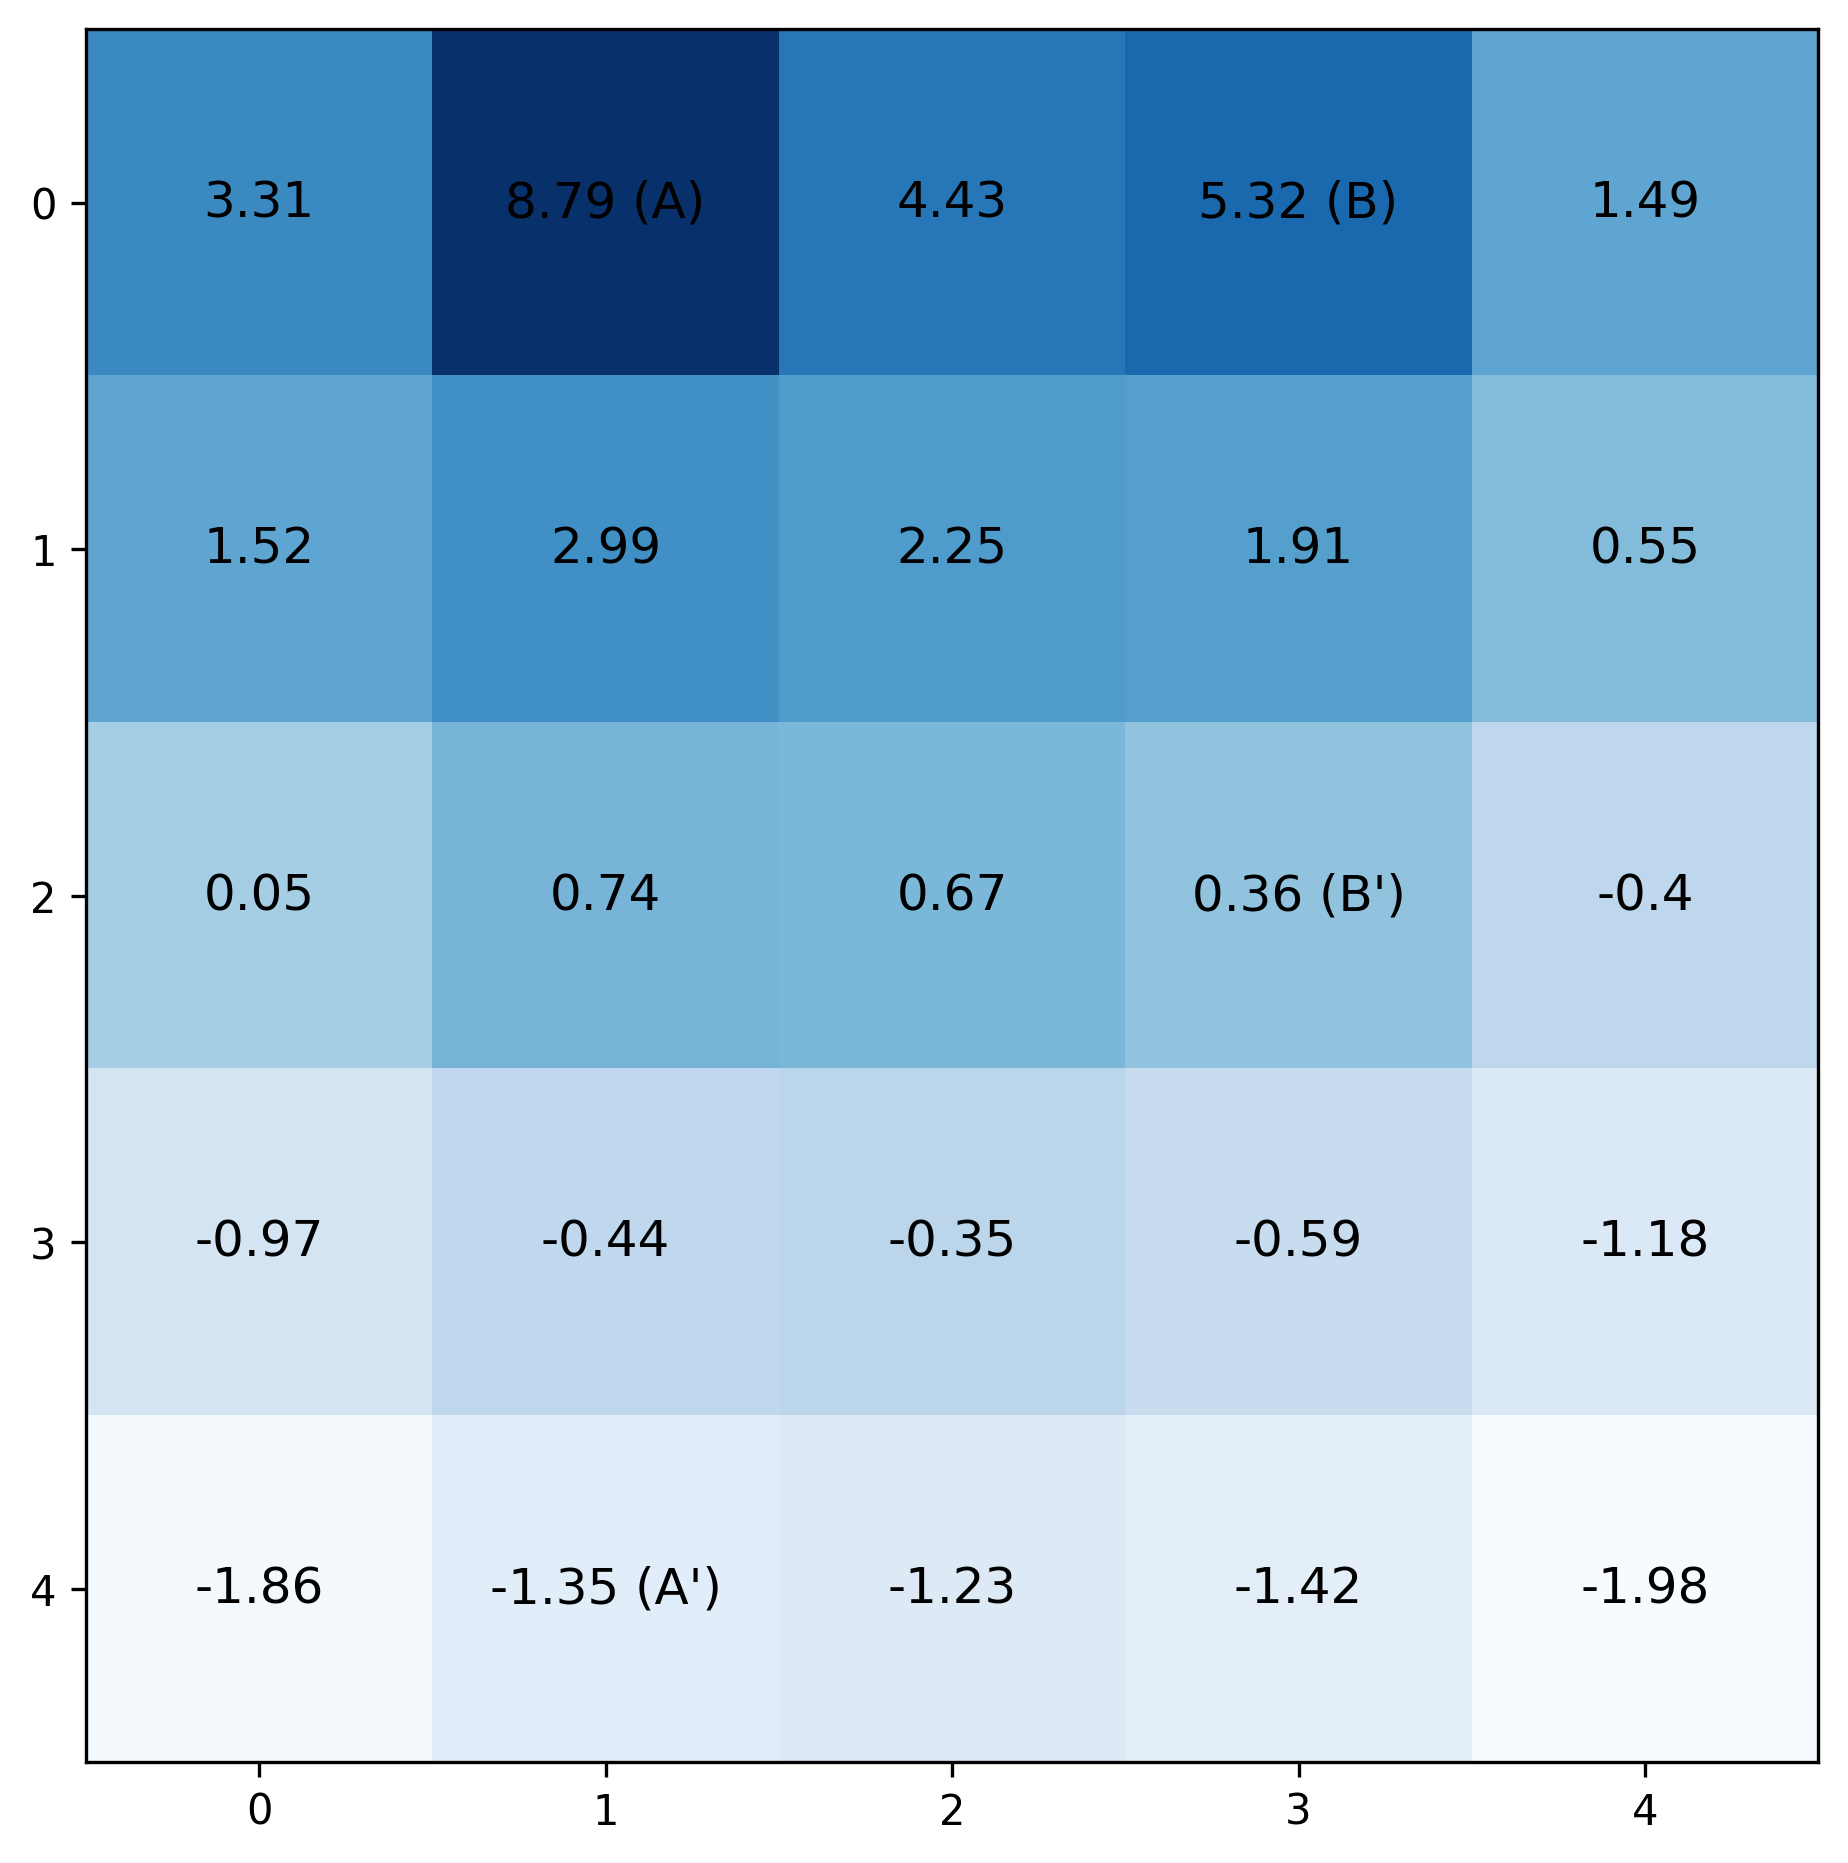 0 3.31 8.79 (A) 4.43 5.32 (B) 1.49
1 1.52 2.99 2.25 1.91 0.55
2 0.05 0.74 0.67 0.36 (B') -0.4
3 -0.97 -0.44 -0.35 -0.59 -1.18
4 -1.86 -1.35 (A') -1.23 -1.42 -1.98
0 1 2 3 4